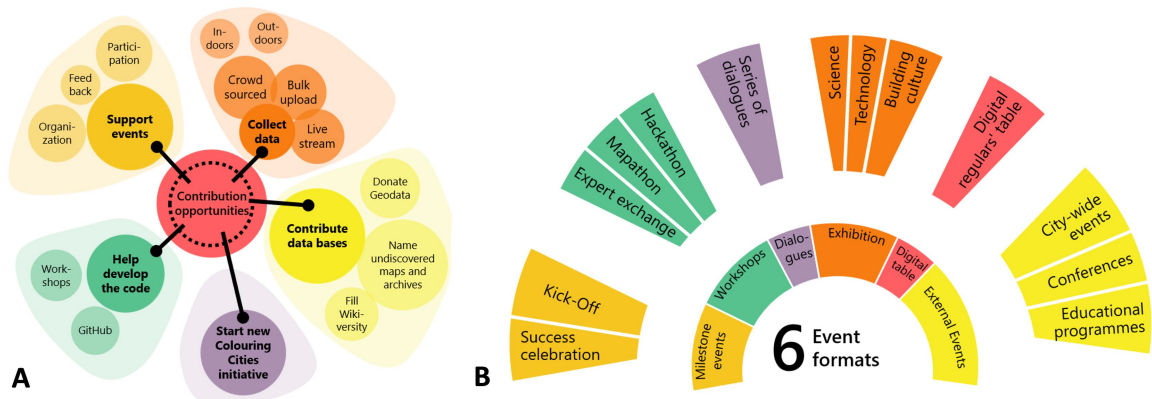 Partici-
pation
Feed
back
Organi-
zation
Support
events
In-
doors
Out-
doors
Crowd
sourced
Bulk
upload
Collect
data
Live
stream
Contribution
opportunities
Donate
Geodata
Contribute
data bases
Name
undiscovered
maps and
archives
Fill
Wiki-
versity
Help
develop
the code
Work-
shops
GitHub
Start new
Colouring
Cities
initiative
A
Success
celebration
Kick-Off
Expert exchange
Mapathon
Hackathon
Series of
dialogues
Science
Technology
Building
culture
Digital
regulars' table
City-wide
events
Conferences
Educational
programmes
Milestone
events
Workshops
Dialo-
gues
Exhibition
Digital
table
External Events
6 Event
formats
B